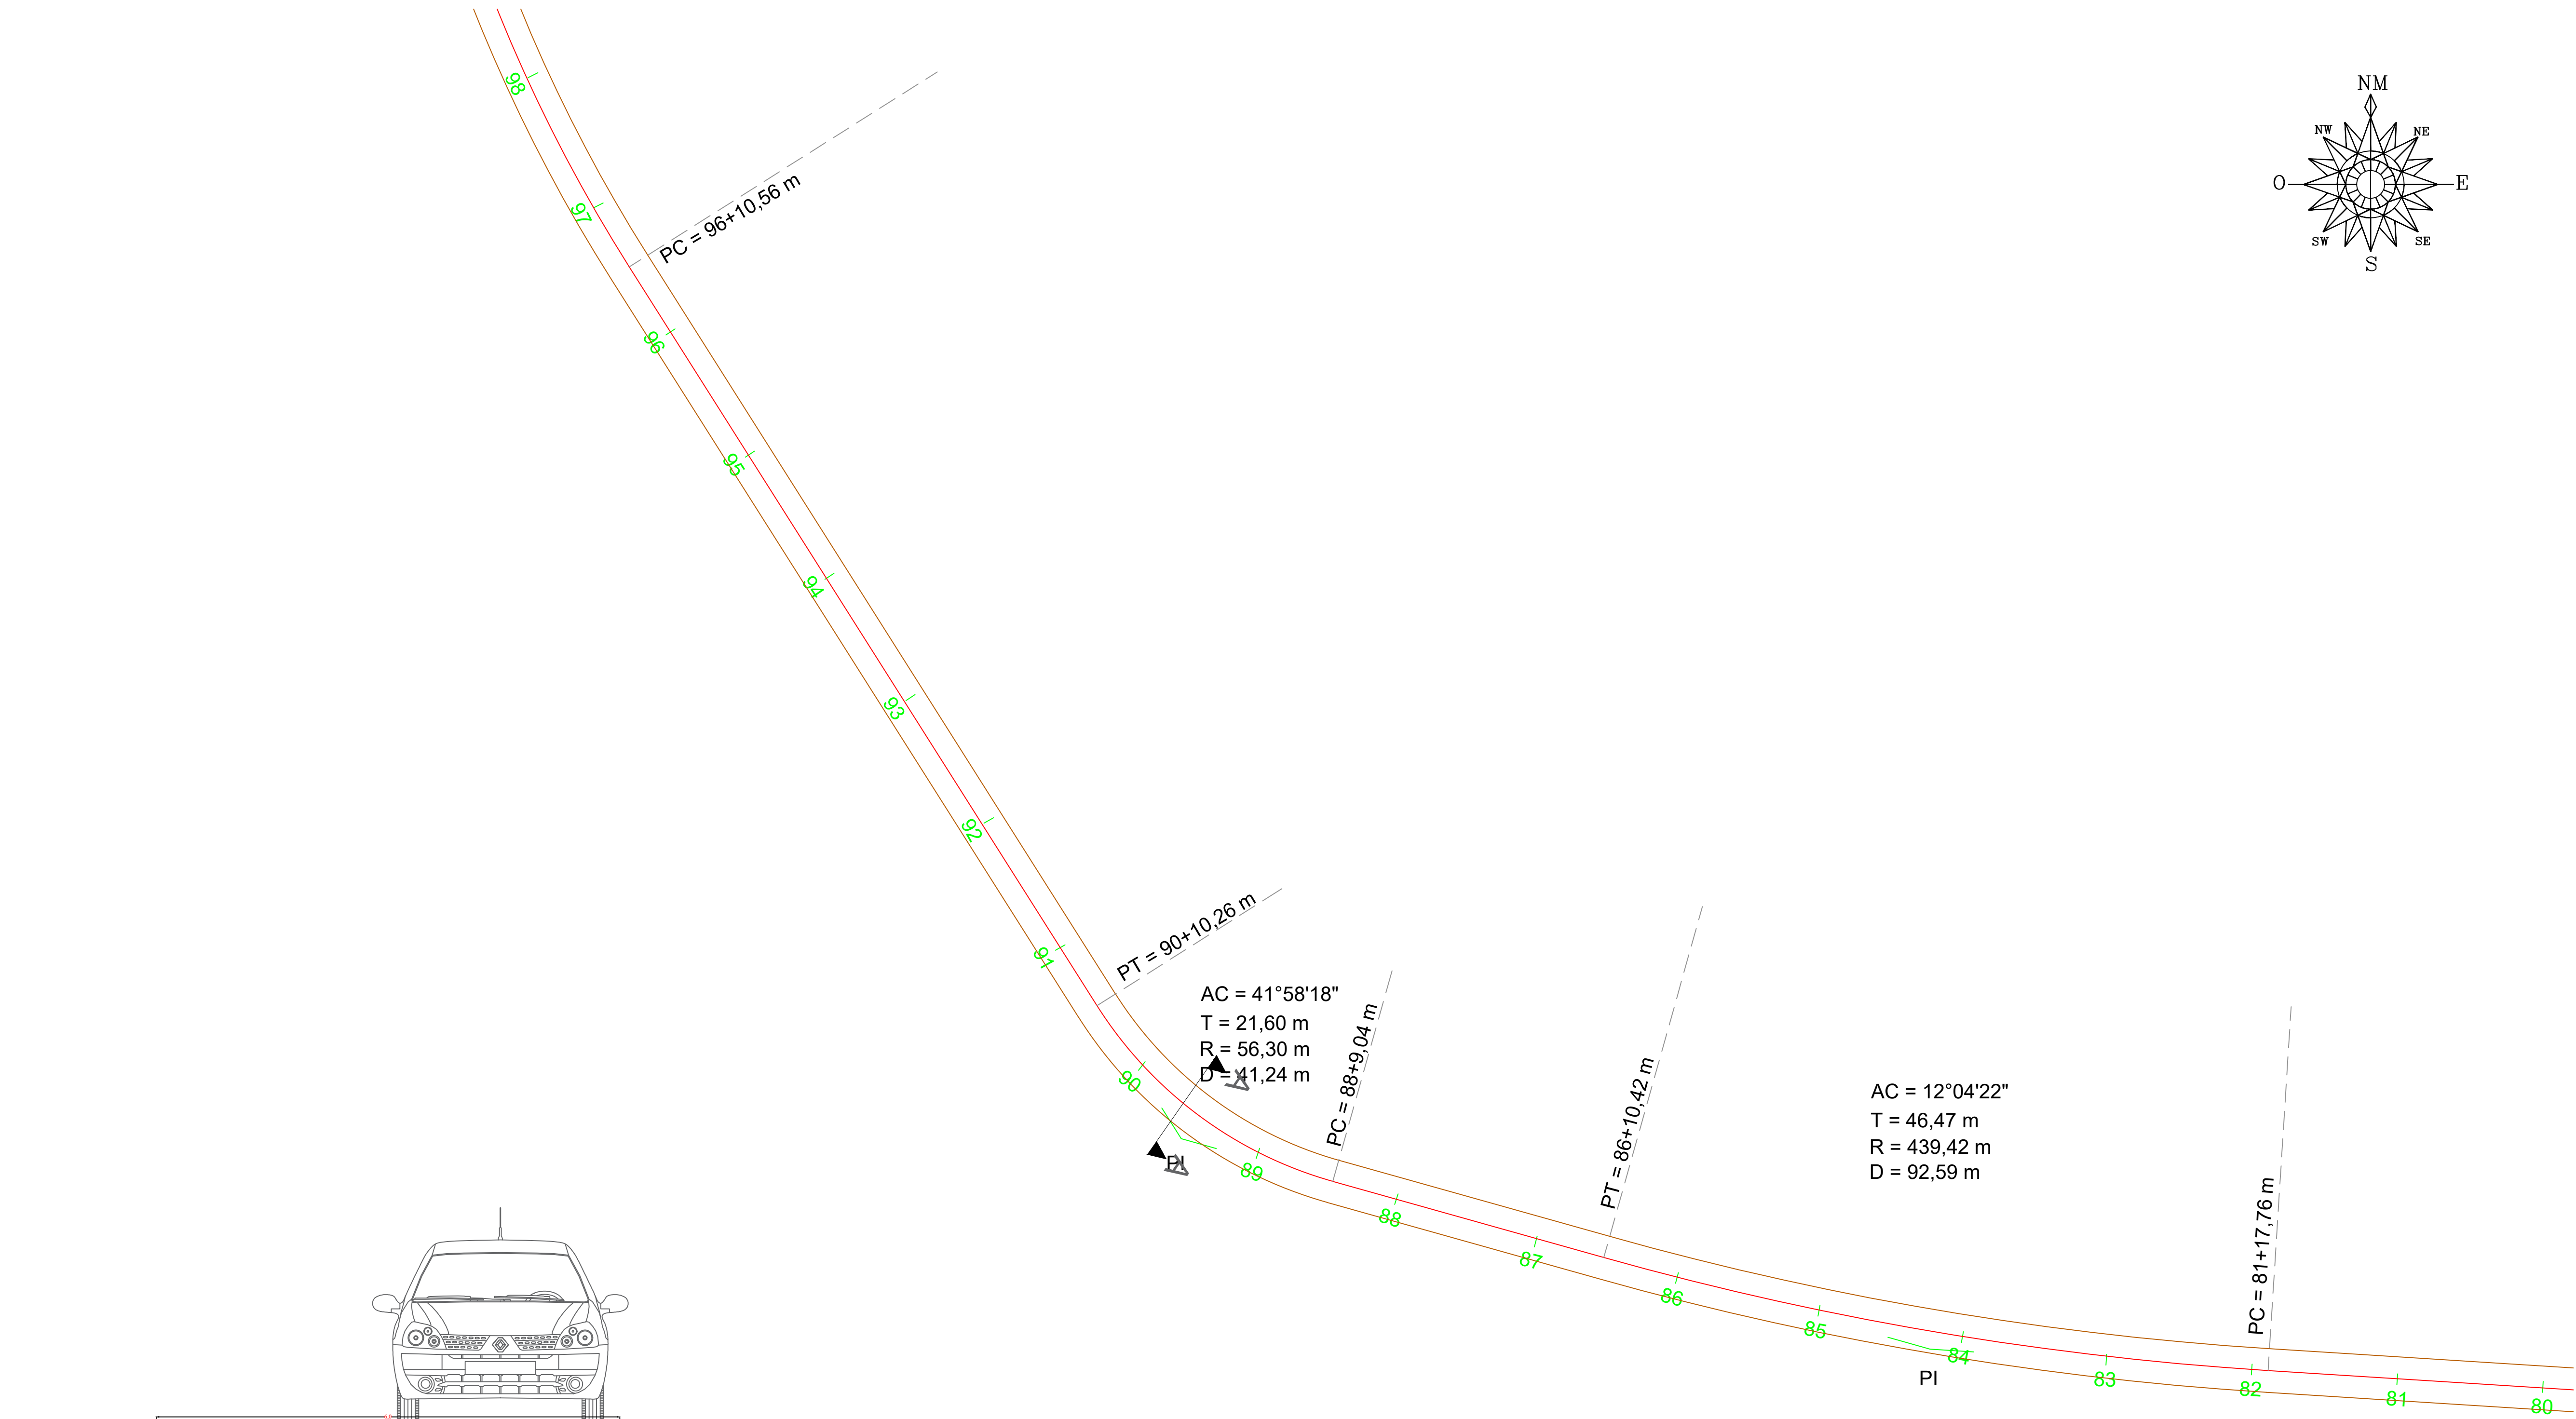 98
NM
NW
NE
O
E
SW
SE
S
PC = 96+10,56 m
97
96
95
94
93
92
91
PT = 90+10,26 m
AC = 41°58'18"
T = 21,60 m
R = 56,30 m
D = 41,24 m
A
PC = 88+9,04 m
PT = 86+10,42 m
AC = 12°04'22"
T = 46,47 m
R = 439,42 m
D = 92,59 m
90
PI
A
89
88
PC = 81+17,76 m
87
86
85
84
PI
83
82
81
80